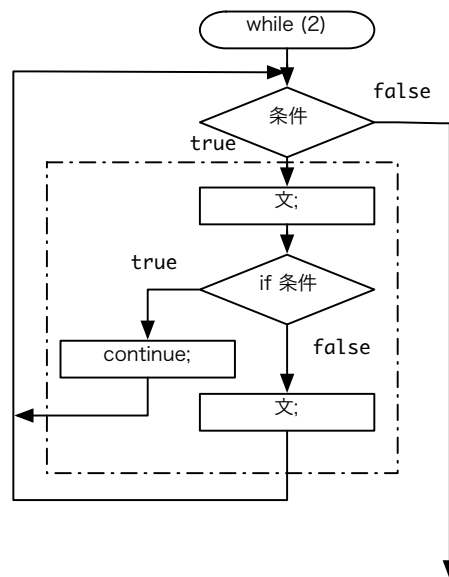 while (2)
条件
false
true
文;
if 条件
true
false
continue;
文;